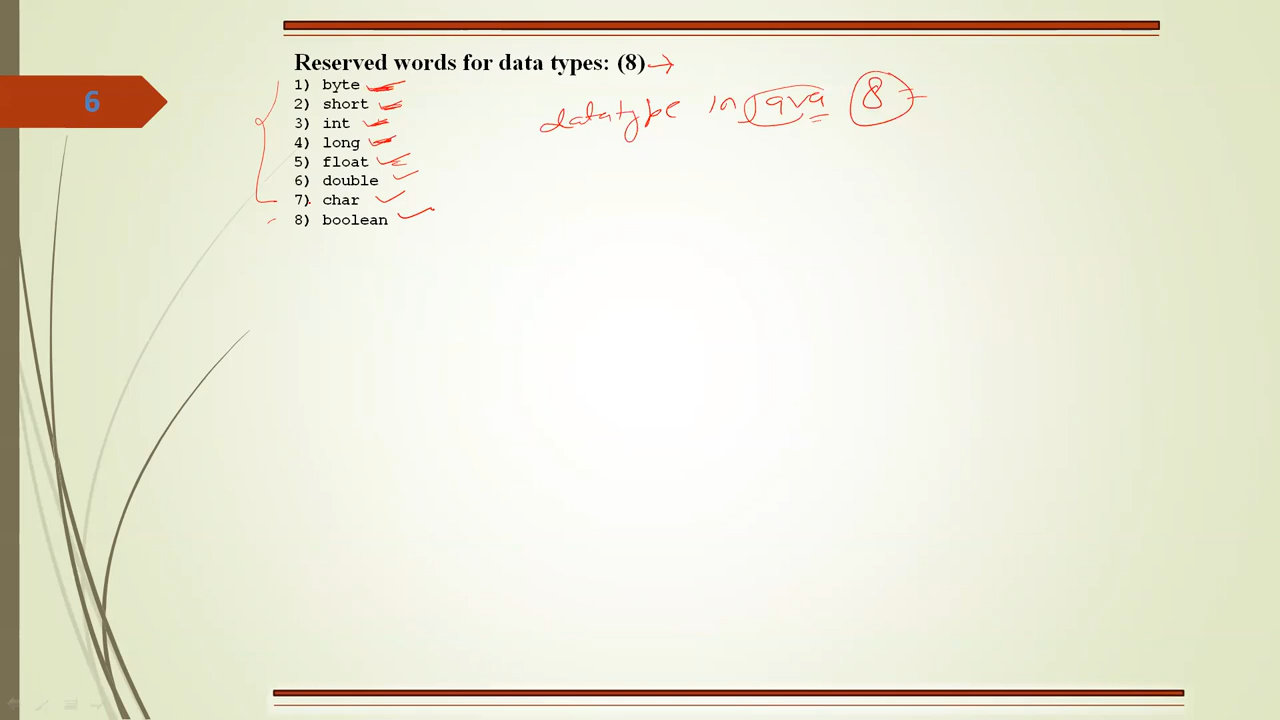 6
Reserved words for data types: (8)
1) byte
2) short
3) int
4) long
5) float
6) double
7) char
8) boolean
datatype in Java 8